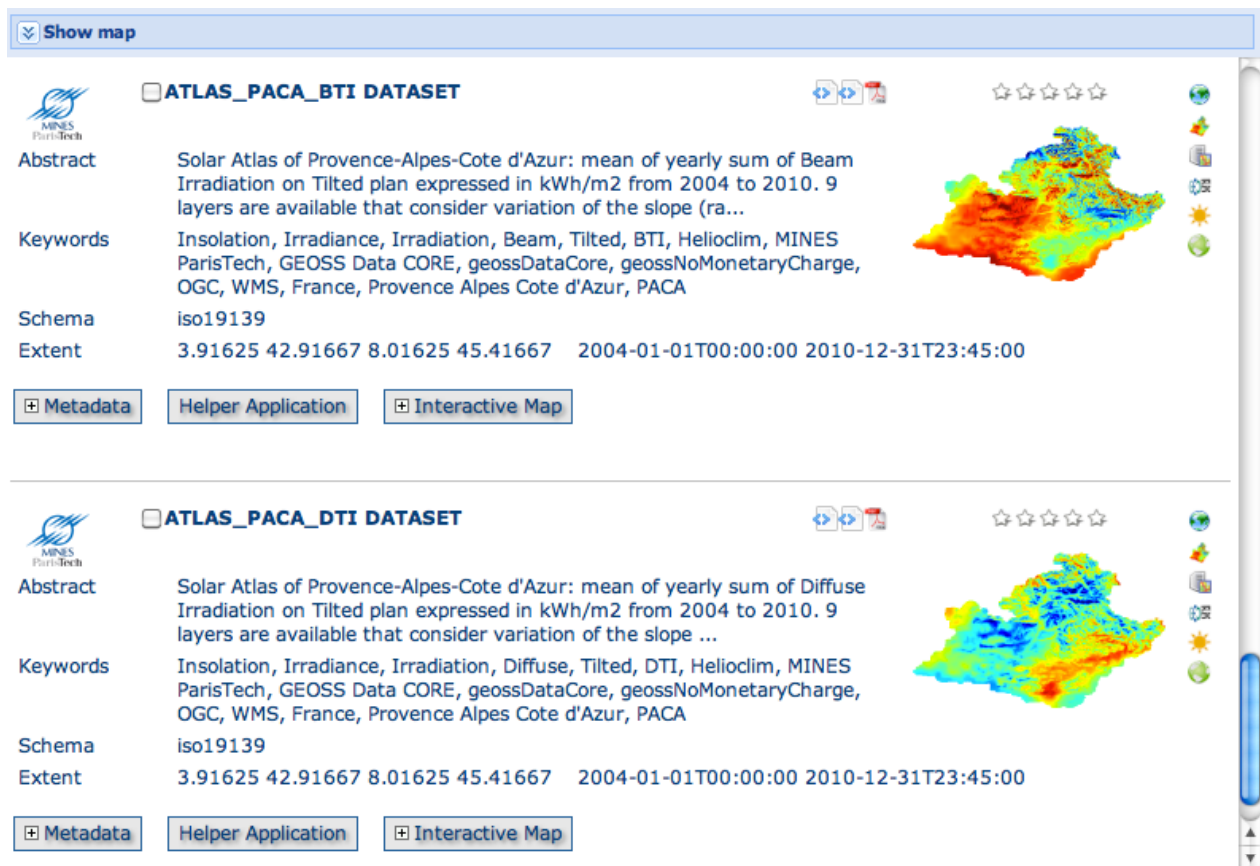 Show map
MINES
ParisTech
ATLAS_PACA_BTI DATASET
Abstract Solar Atlas of Provence-Alpes-Cote d'Azur: mean of yearly sum of Beam
Irradiation on Tilted plan expressed in kWh/m2 from 2004 to 2010. 9
layers are available that consider variation of the slope (ra...
Keywords Insolation, Irradiance, Irradiation, Beam, Tilted, BTI, Helioclim, MINES
ParisTech, GEOSS Data CORE, geossDataCore, geossNoMonetaryCharge,
OGC, WMS, France, Provence Alpes Cote d'Azur, PACA
Schema iso19139
Extent 3.91625 42.91667 8.01625 45.41667 2004-01-01T00:00:00 2010-12-31T23:45:00
Metadata Helper Application Interactive Map
MINES
ParisTech
ATLAS_PACA_DTI DATASET
Abstract Solar Atlas of Provence-Alpes-Cote d'Azur: mean of yearly sum of Diffuse
Irradiation on Tilted plan expressed in kWh/m2 from 2004 to 2010. 9
layers are available that consider variation of the slope ...
Keywords Insolation, Irradiance, Irradiation, Diffuse, Tilted, DTI, Helioclim, MINES
ParisTech, GEOSS Data CORE, geossDataCore, geossNoMonetaryCharge,
OGC, WMS, France, Provence Alpes Cote d'Azur, PACA
Schema iso19139
Extent 3.91625 42.91667 8.01625 45.41667 2004-01-01T00:00:00 2010-12-31T23:45:00
Metadata Helper Application Interactive Map